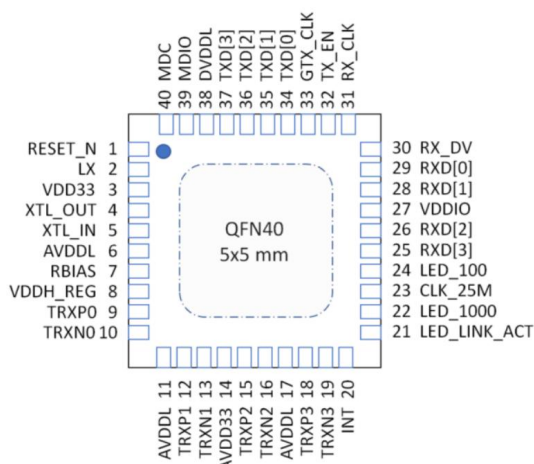 40 MDC
39 MDIO
38 DVDDL
37 TXD[3]
36 TXD[2]
35 TXD[1]
34 TXD[0]
33 GTX_CLK
32 TX_EN
31 RX_CLK
RESET_N 1
LX 2
VDD33 3
XTL_OUT 4
XTL_IN 5
AVDDL 6
RBIAS 7
VDDH_REG 8
TRXP0 9
TRXN0 10
QFN40
5x5 mm
30 RX_DV
29 RXD[0]
28 RXD[1]
27 VDDIO
26 RXD[2]
25 RXD[3]
24 LED_100
23 CLK_25M
22 LED_1000
21 LED_LINK_ACT
AVDDL 11
TRXP1 12
TRXN1 13
AVDD33 14
TRXP2 15
TRXN2 16
AVDDL 17
TRXP3 18
TRXN3 19
INT 20